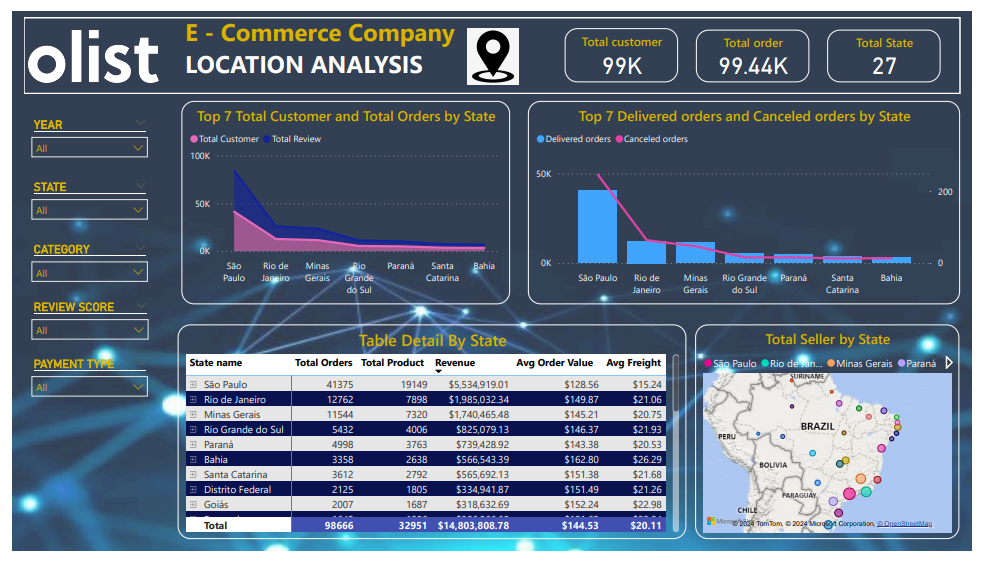 olist
E - Commerce Company
LOCATION ANALYSIS
Total customer
99K
Total order
99.44K
Total State
27
YEAR
All
STATE
All
CATEGORY
All
REVIEW SCORE
All
PAYMENT TYPE
All
Top 7 Total Customer and Total Orders by State
Total Customer Total Review
100K
50K
0K
São Paulo
Rio de Janeiro
Minas Gerais
Rio Grande do Sul
Paraná
Santa Catarina
Bahia
Top 7 Delivered orders and Canceled orders by State
Delivered orders Canceled orders
50K
0K
200
0
São Paulo
Rio de Janeiro
Minas Gerais
Rio Grande do Sul
Paraná
Santa Catarina
Bahia
Table Detail By State
State name Total Orders Total Product Revenue Avg Order Value Avg Freight
São Paulo 41375 19149 $5,534,919.01 $128.56 $15.24
Rio de Janeiro 12762 7898 $1,985,032.34 $149.87 $21.06
Minas Gerais 11544 7320 $1,740,465.48 $145.21 $20.75
Rio Grande do Sul 5432 4006 $825,079.13 $146.37 $21.93
Paraná 4998 3763 $739,428.92 $143.38 $20.53
Bahia 3358 2638 $566,543.39 $162.80 $26.29
Santa Catarina 3612 2792 $565,692.13 $151.38 $21.68
Distrito Federal 2125 1805 $334,941.87 $151.49 $21.26
Goiás 2007 1687 $318,632.69 $152.24 $22.98
Total 98666 32951 $14,803,808.78 $144.53 $20.11
Total Seller by State
São Paulo Rio de Jan... Minas Gerais Paraná
SURINAME
BRAZIL
PERU
BOLIVIA
PARAGUAY
CHILE
© 2024 TomTom, © 2024 Microsoft Corporation, © OpenStreetMap